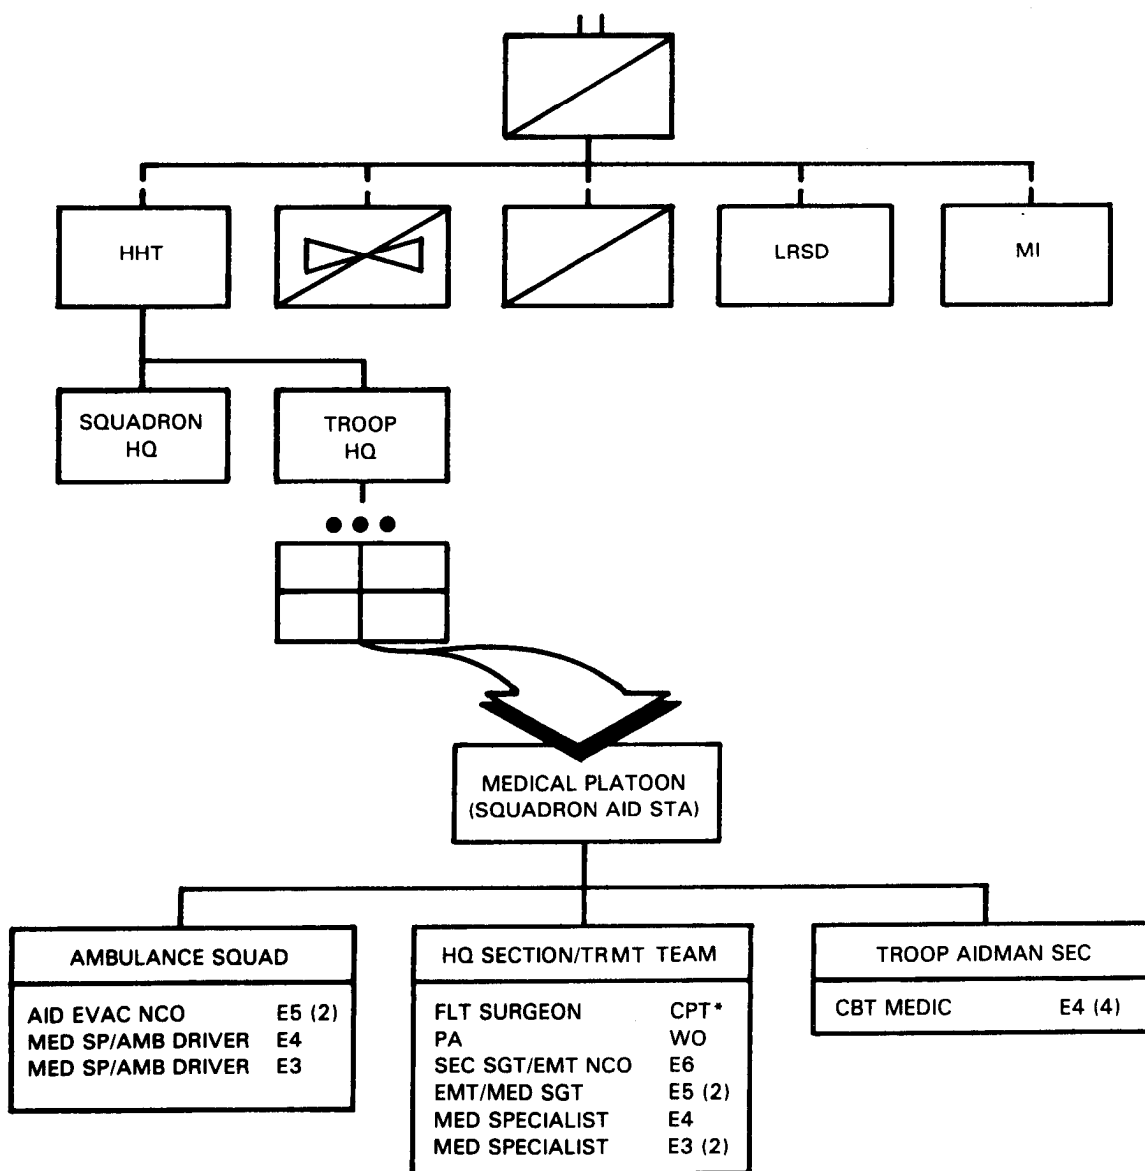 HHT
LRSD
MI
SQUADRON
HQ
TROOP
HQ
MEDICAL PLATOON
(SQUADRON AID STA)
AMBULANCE SQUAD
AID EVAC NCO E5 (2)
MED SP/AMB DRIVER E4
MED SP/AMB DRIVER E3
HQ SECTION/TRMT TEAM
FLT SURGEON CPT*
PA WO
SEC SGT/EMT NCO E6
EMT/MED SGT E5 (2)
MED SPECIALIST E4
MED SPECIALIST E3 (2)
TROOP AIDMAN SEC
CBT MEDIC E4 (4)